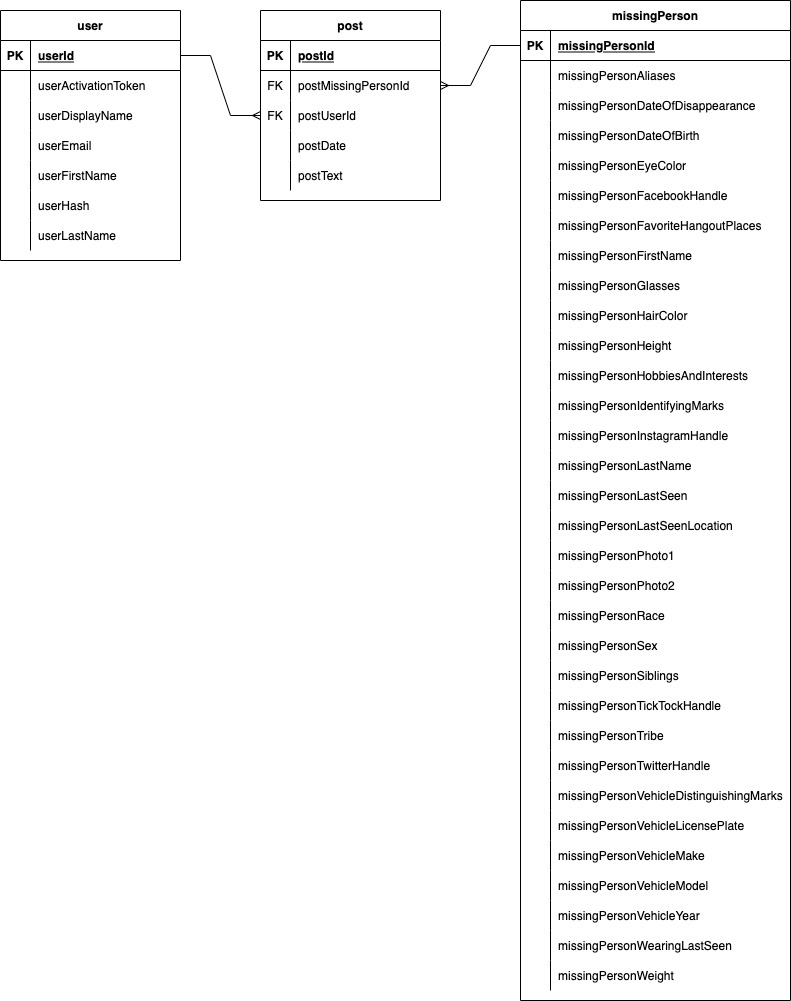 user
PK userId
userActivationToken
userDisplayName
userEmail
userFirstName
userHash
userLastName
post
PK postId
FK postMissingPersonId
FK postUserId
postDate
postText
missingPerson
PK missingPersonId
missingPersonAliases
missingPersonDateOfDisappearance
missingPersonDateOfBirth
missingPersonEyeColor
missingPersonFacebookHandle
missingPersonFavoriteHangoutPlaces
missingPersonFirstName
missingPersonGlasses
missingPersonHairColor
missingPersonHeight
missingPersonHobbiesAndInterests
missingPersonIdentifyingMarks
missingPersonInstagramHandle
missingPersonLastName
missingPersonLastSeen
missingPersonLastSeenLocation
missingPersonPhoto1
missingPersonPhoto2
missingPersonRace
missingPersonSex
missingPersonSiblings
missingPersonTickTockHandle
missingPersonTribe
missingPersonTwitterHandle
missingPersonVehicleDistinguishingMarks
missingPersonVehicleLicensePlate
missingPersonVehicleMake
missingPersonVehicleModel
missingPersonVehicleYear
missingPersonWearingLastSeen
missingPersonWeight